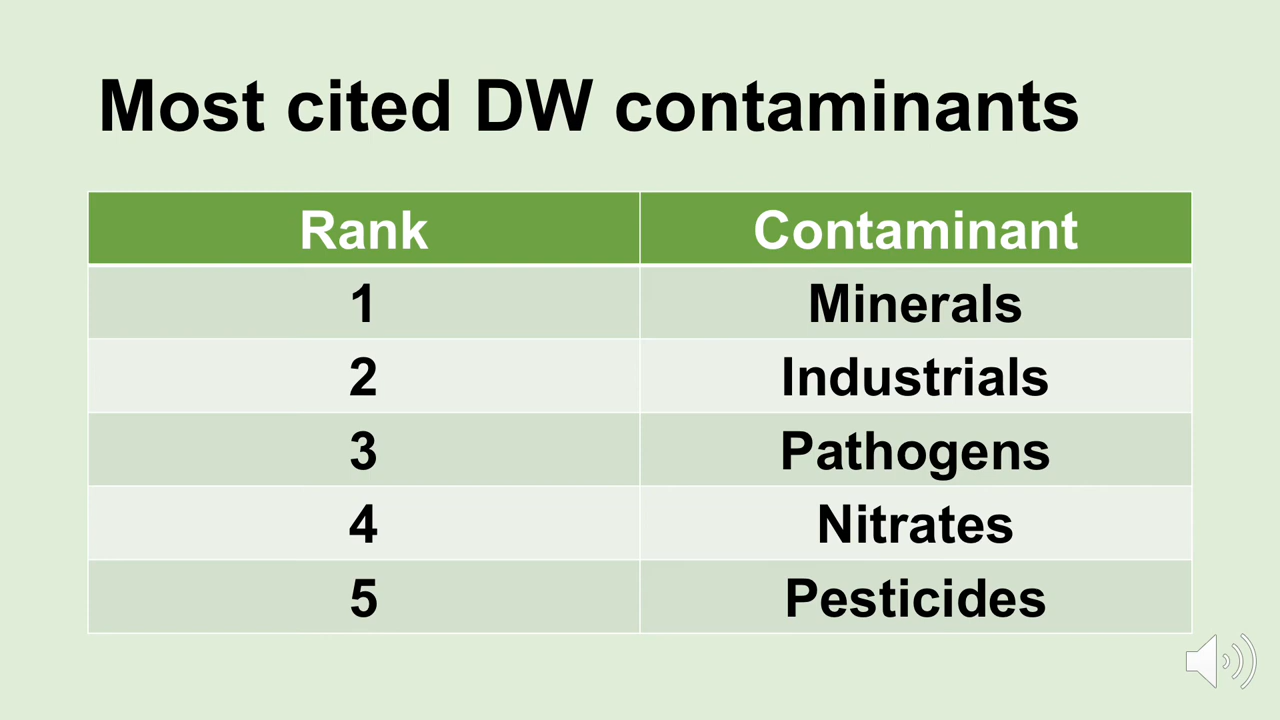 Most cited DW contaminants
Rank Contaminant
1 Minerals
2 Industrials
3 Pathogens
4 Nitrates
5 Pesticides